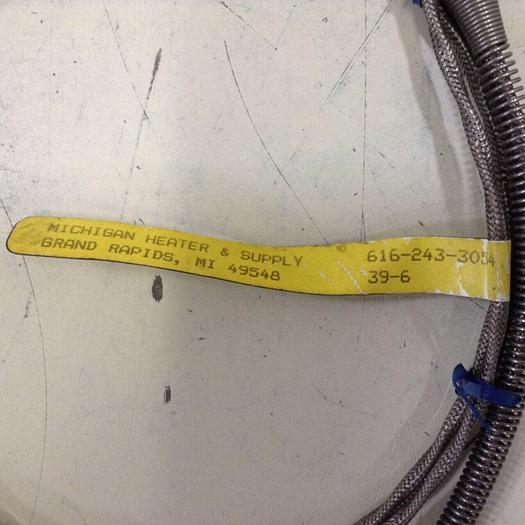 MICHIGAN HEATER & SUPPLY
GRAND RAPIDS, MI 49548
616-243-3054
39-6